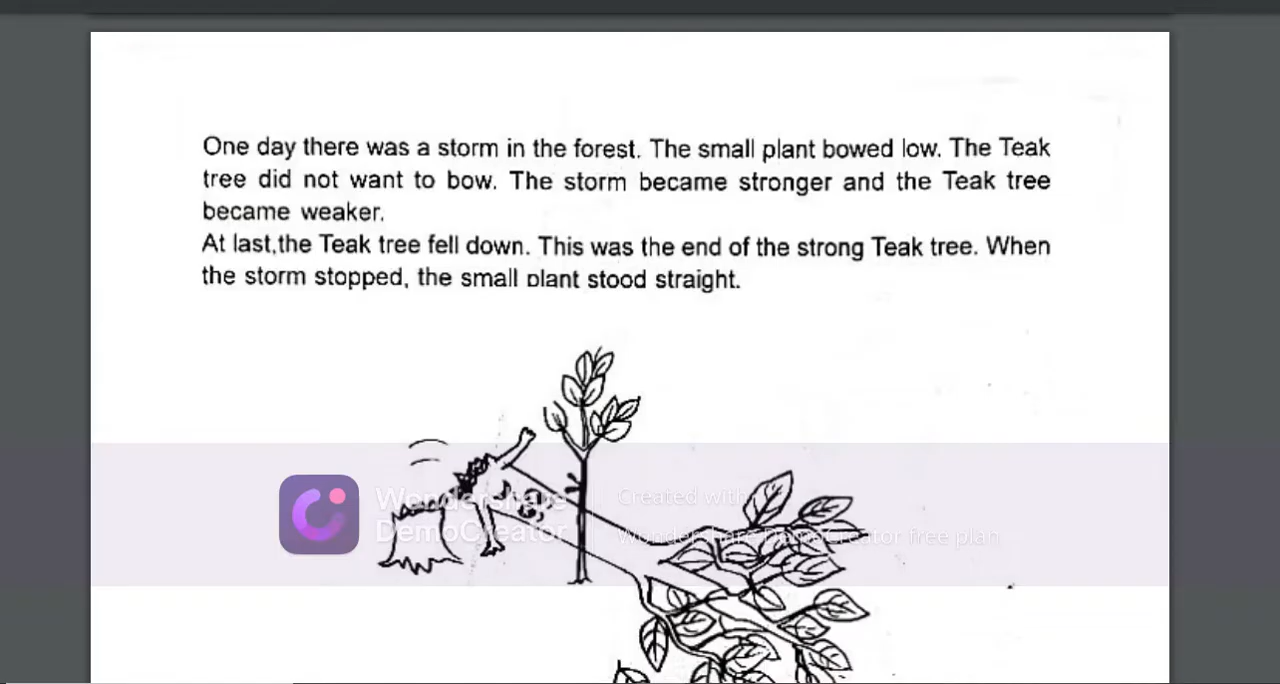 One day there was a storm in the forest. The small plant bowed low. The Teak
tree did not want to bow. The storm became stronger and the Teak tree
became weaker.
At last,the Teak tree fell down. This was the end of the strong Teak tree. When
the storm stopped, the small plant stood straight.
Wondershare
DemoCreator
Created with
Wondershare DemoCreator free plan